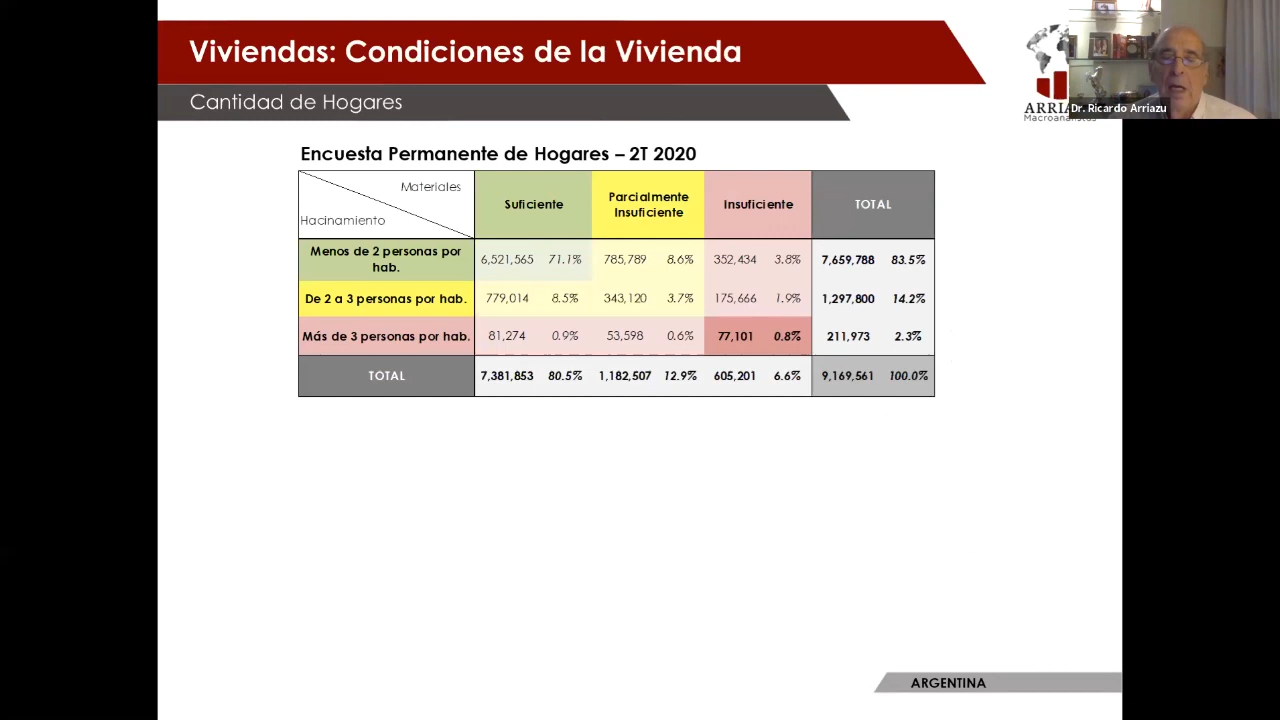 Viviendas: Condiciones de la Vivienda
Cantidad de Hogares
Dr. Ricardo Arriazu
Encuesta Permanente de Hogares – 2T 2020
Materiales
Hacinamiento
Suficiente
Parcialmente
Insuficiente
Insuficiente
TOTAL
Menos de 2 personas por
hab.
6,521,565 71.1% 785,789 8.6% 352,434 3.8% 7,659,788 83.5%
De 2 a 3 personas por hab. 779,014 8.5% 343,120 3.7% 175,666 1.9% 1,297,800 14.2%
Más de 3 personas por hab. 81,274 0.9% 53,598 0.6% 77,101 0.8% 211,973 2.3%
TOTAL 7,381,853 80.5% 1,182,507 12.9% 605,201 6.6% 9,169,561 100.0%
ARGENTINA